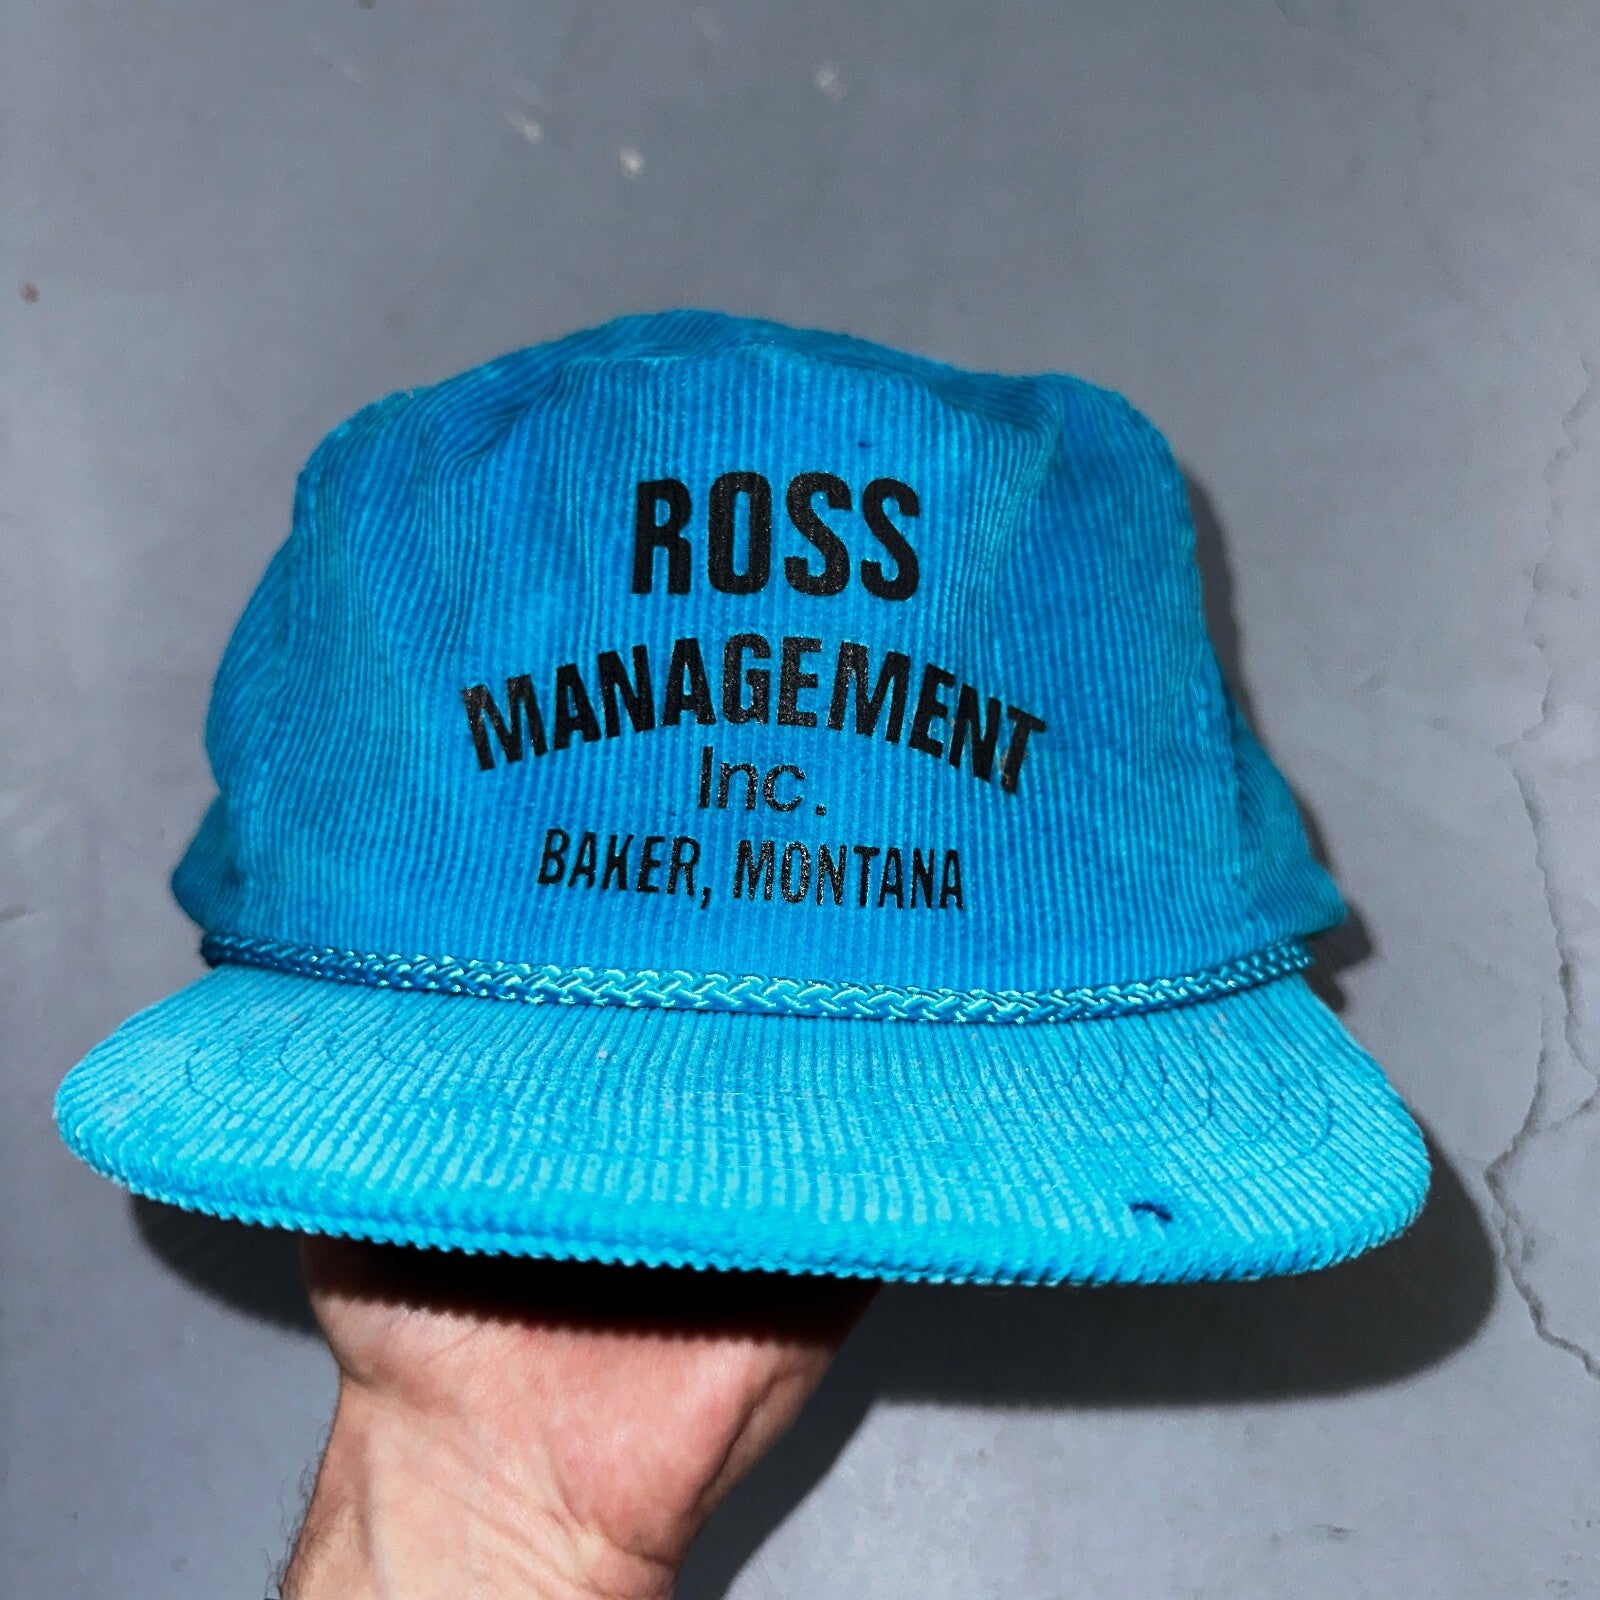 ROSS
MANAGEMENT
Inc.
BAKER, MONTANA